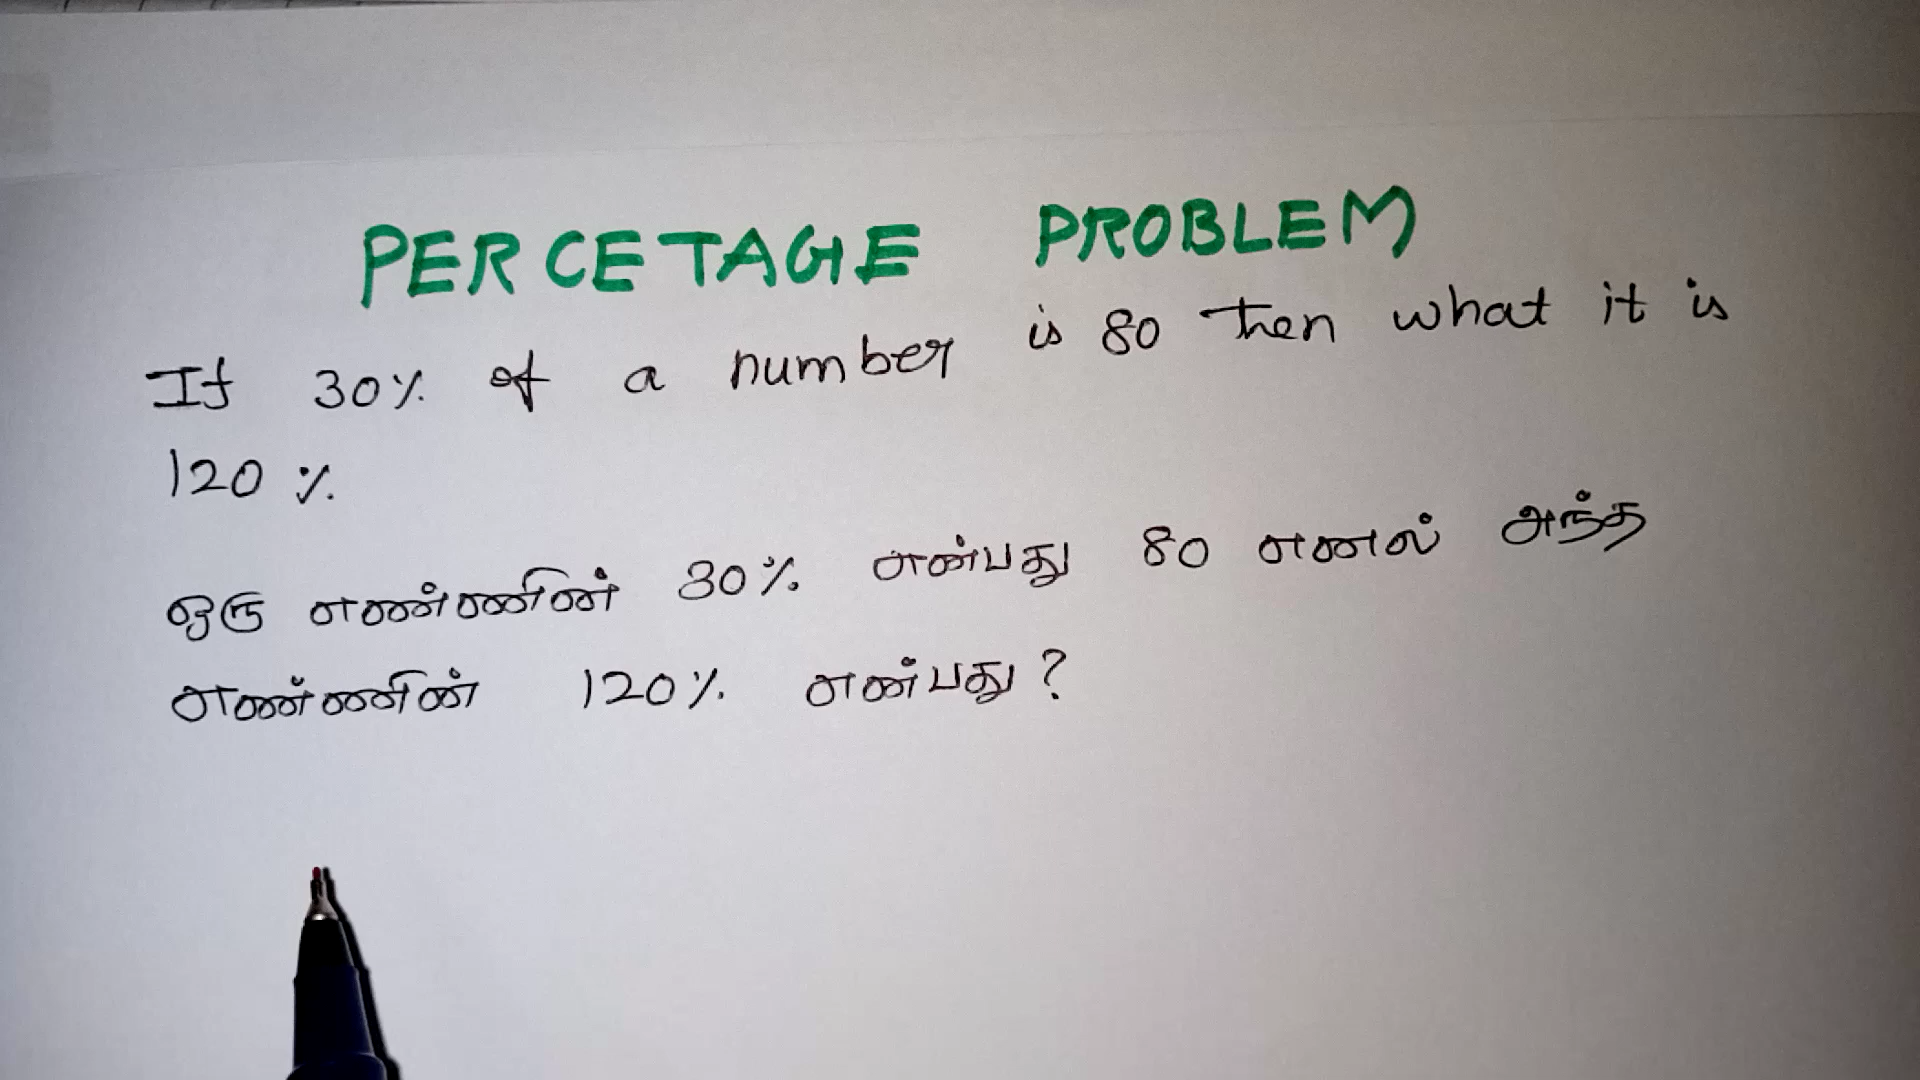 PERCETAGE PROBLEM
If 30% of a number is 80 then what it is
120%
ஒரு எண்ணின் 30% என்பது 80 எனல் அந்த
எண்ணின் 120% என்பது?